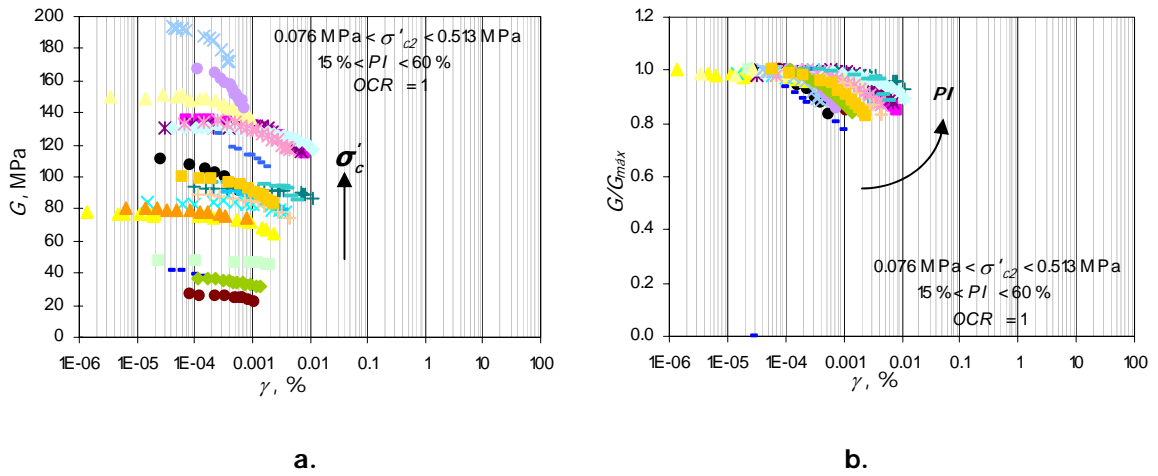 200
180
160
140
120
100
80
60
40
20
0
G, MPa
0.076 MPa < σ'c2 < 0.513 MPa
15 % < PI < 60 %
OCR = 1
σ'c
1E-06 1E-05 1E-04 0.001 0.01 0.1 1 10 100
γ, %
a.
1.2
1.0
0.8
0.6
0.4
0.2
0.0
G/Gmáx
PI
0.076 MPa < σ'c2 < 0.513 MPa
15 % < PI < 60 %
OCR = 1
1E-06 1E-05 1E-04 0.001 0.01 0.1 1 10 100
γ, %
b.